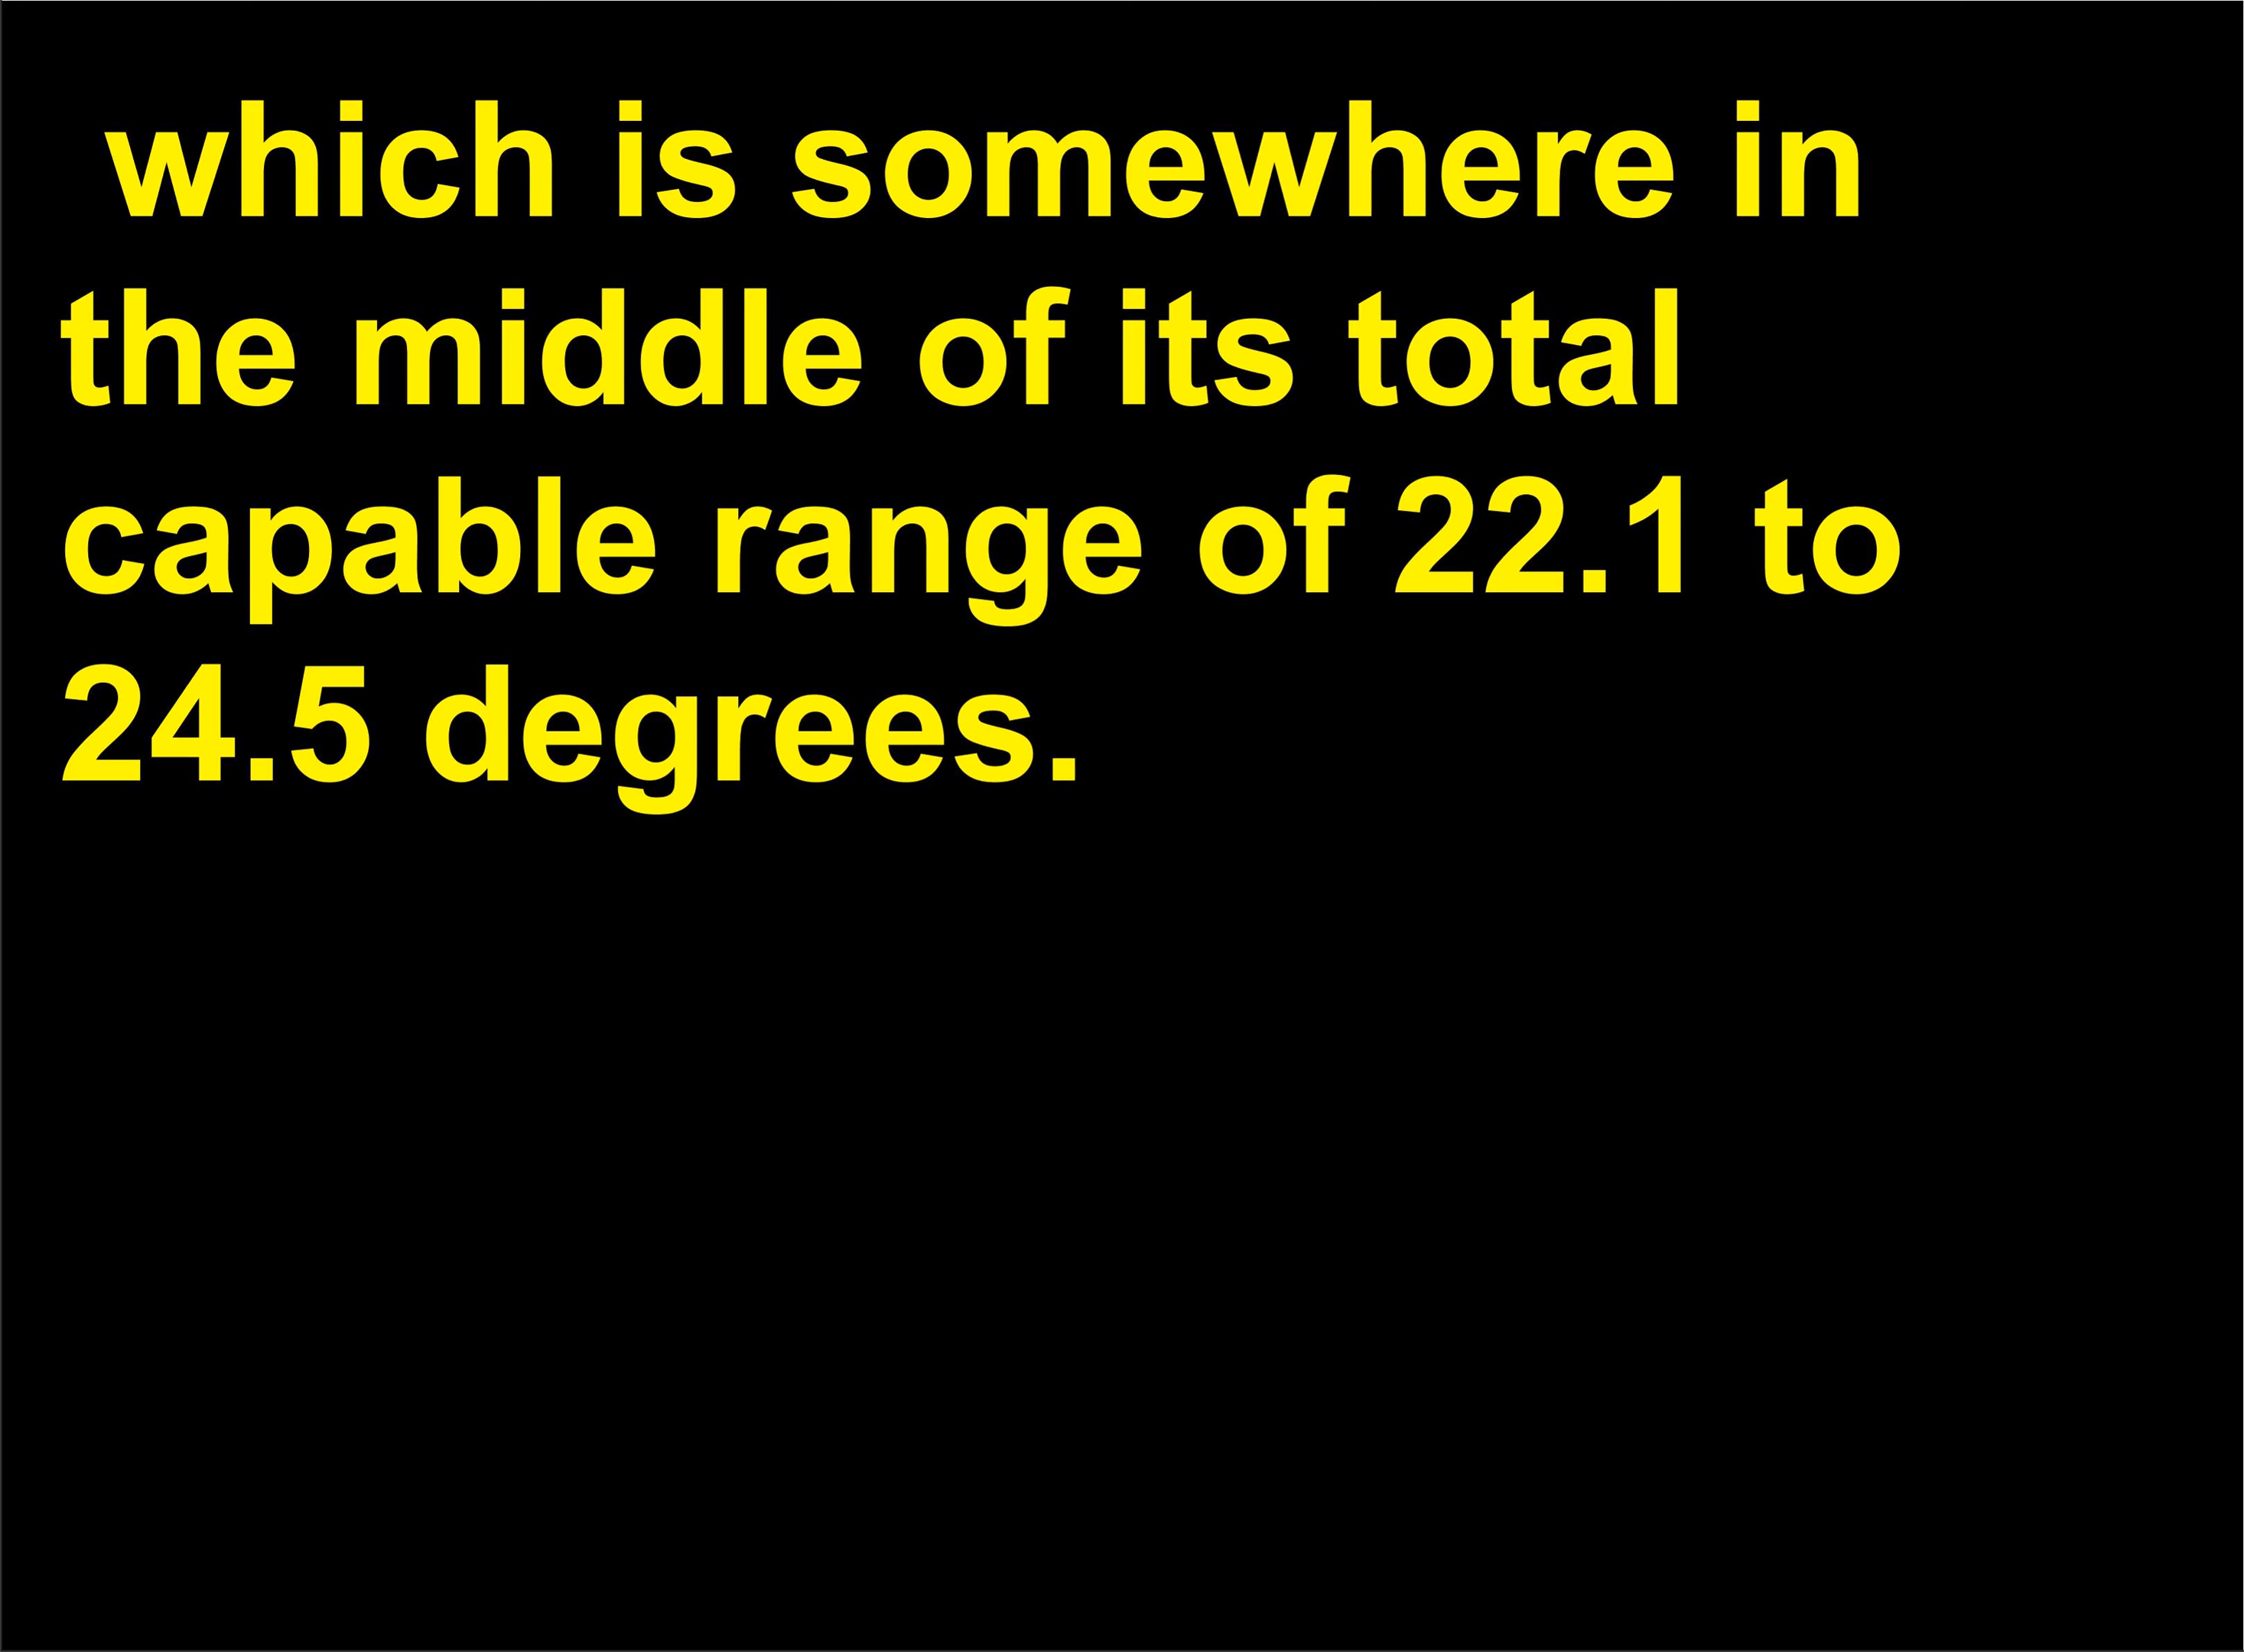 which is somewhere in
the middle of its total
capable range of 22.1 to
24.5 degrees.